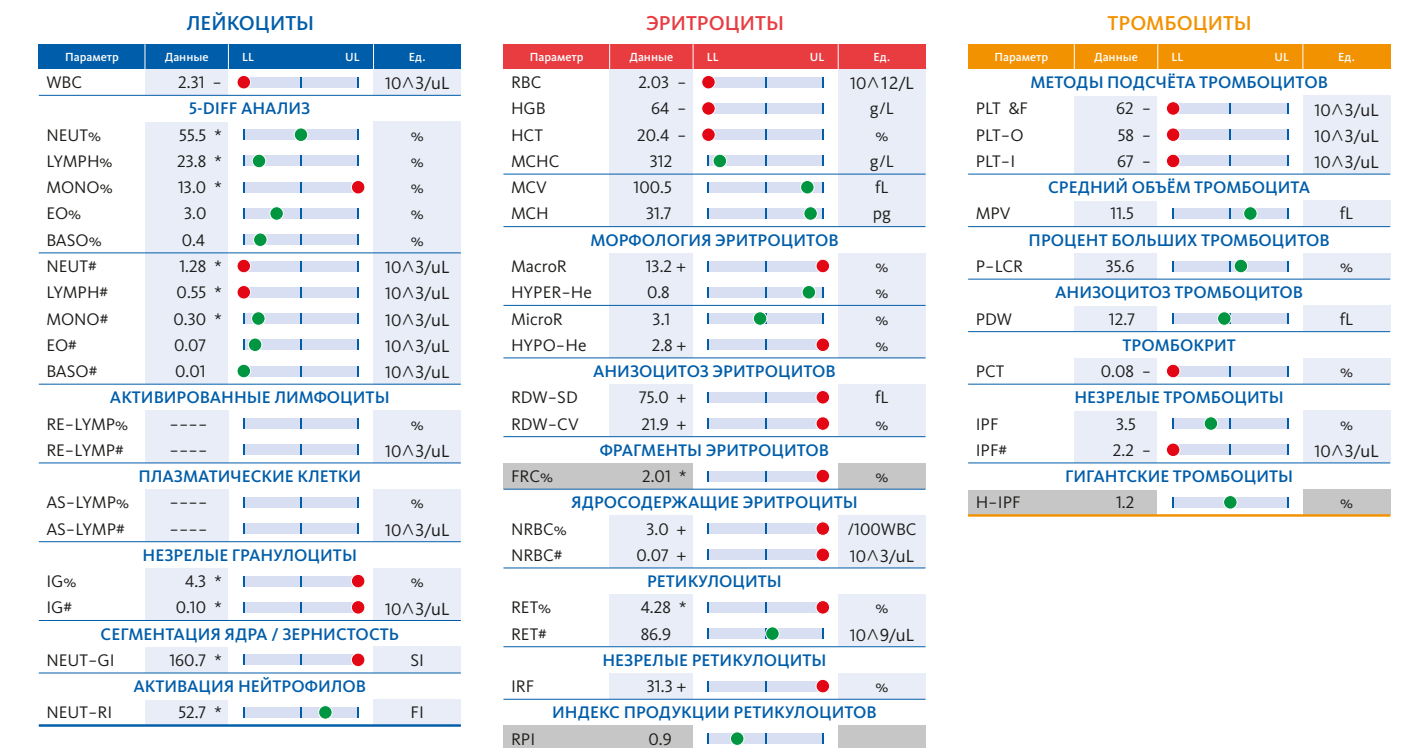 ЛЕЙКОЦИТЫ
Параметр Данные LL UL Ед.
WBC 2.31 – 10^3/uL
5-DIFF АНАЛИЗ
NEUT% 55.5 * %
LYMPH% 23.8 * %
MONO% 13.0 * %
EO% 3.0 %
BASO% 0.4 %
NEUT# 1.28 * 10^3/uL
LYMPH# 0.55 * 10^3/uL
MONO# 0.30 * 10^3/uL
EO# 0.07 10^3/uL
BASO# 0.01 10^3/uL
АКТИВИРОВАННЫЕ ЛИМФОЦИТЫ
RE-LYMP% ---- %
RE-LYMP# ---- 10^3/uL
ПЛАЗМАТИЧЕСКИЕ КЛЕТКИ
AS-LYMP% ---- %
AS-LYMP# ---- 10^3/uL
НЕЗРЕЛЫЕ ГРАНУЛОЦИТЫ
IG% 4.3 * %
IG# 0.10 * 10^3/uL
СЕГМЕНТАЦИЯ ЯДРА / ЗЕРНИСТОСТЬ
NEUT-GI 160.7 * SI
АКТИВАЦИЯ НЕЙТРОФИЛОВ
NEUT-RI 52.7 * FI
ЭРИТРОЦИТЫ
Параметр Данные LL UL Ед.
RBC 2.03 – 10^12/L
HGB 64 – g/L
HCT 20.4 – %
MCHC 312 g/L
MCV 100.5 fL
MCH 31.7 pg
МОРФОЛОГИЯ ЭРИТРОЦИТОВ
MacroR 13.2 + %
HYPER-He 0.8 %
MicroR 3.1 %
HYPO-He 2.8 + %
АНИЗОЦИТОЗ ЭРИТРОЦИТОВ
RDW-SD 75.0 + fL
RDW-CV 21.9 + %
ФРАГМЕНТЫ ЭРИТРОЦИТОВ
FRC% 2.01 * %
ЯДРОСОДЕРЖАЩИЕ ЭРИТРОЦИТЫ
NRBC% 3.0 + /100WBC
NRBC# 0.07 + 10^3/uL
РЕТИКУЛОЦИТЫ
RET% 4.28 * %
RET# 86.9 10^9/uL
НЕЗРЕЛЫЕ РЕТИКУЛОЦИТЫ
IRF 31.3 + %
ИНДЕКС ПРОДУКЦИИ РЕТИКУЛОЦИТОВ
RPI 0.9
ТРОМБОЦИТЫ
Параметр Данные LL UL Ед.
МЕТОДЫ ПОДСЧЁТА ТРОМБОЦИТОВ
PLT &F 62 – 10^3/uL
PLT-O 58 – 10^3/uL
PLT-I 67 – 10^3/uL
СРЕДНИЙ ОБЪЁМ ТРОМБОЦИТА
MPV 11.5 fL
ПРОЦЕНТ БОЛЬШИХ ТРОМБОЦИТОВ
P-LCR 35.6 %
АНИЗОЦИТОЗ ТРОМБОЦИТОВ
PDW 12.7 fL
ТРОМБОКРИТ
PCT 0.08 – %
НЕЗРЕЛЫЕ ТРОМБОЦИТЫ
IPF 3.5 %
IPF# 2.2 – 10^3/uL
ГИГАНТСКИЕ ТРОМБОЦИТЫ
H-IPF 1.2 %